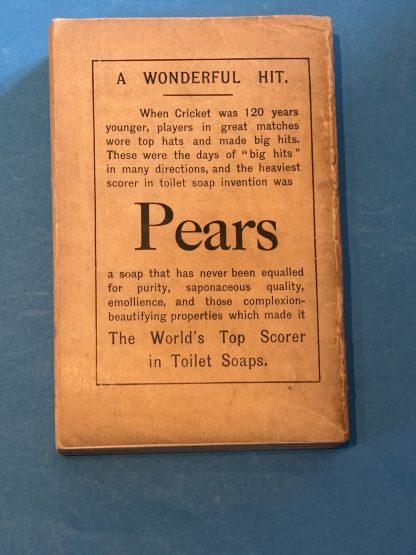 A WONDERFUL HIT.
When Cricket was 120 years
younger, players in great matches
wore top hats and made big hits.
These were the days of "big hits"
in many directions, and the heaviest
scorer in toilet soap invention was
Pears
a soap that has never been equalled
for purity, saponaceous quality,
emollience, and those complexion-
beautifying properties which made it
The World's Top Scorer
in Toilet Soaps.